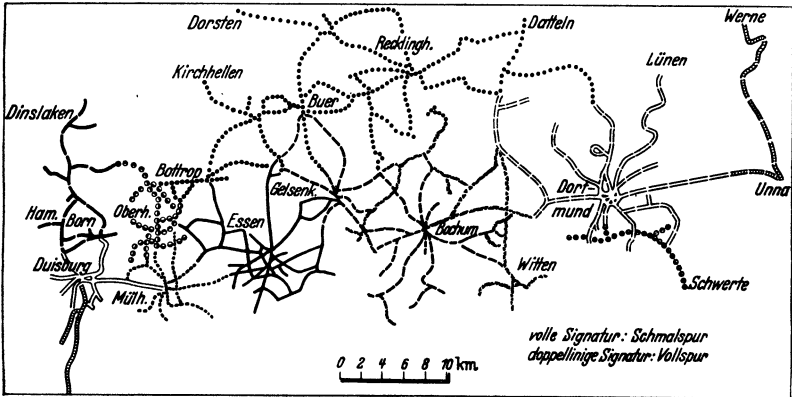 Dorsten
Recklingh.
Datteln
Werne
Kirchhellen
Lünen
Buer
Dinslaken
Bottrop
Gelsenk.
Ham.
Born
Oberh.
Essen
Dort
mund
Unna
Bochum
Duisburg
Mülh.
Witten
Schwerte
volle Signatur: Schmalspur
doppellinige Signatur: Vollspur
0 2 4 6 8 10 km.